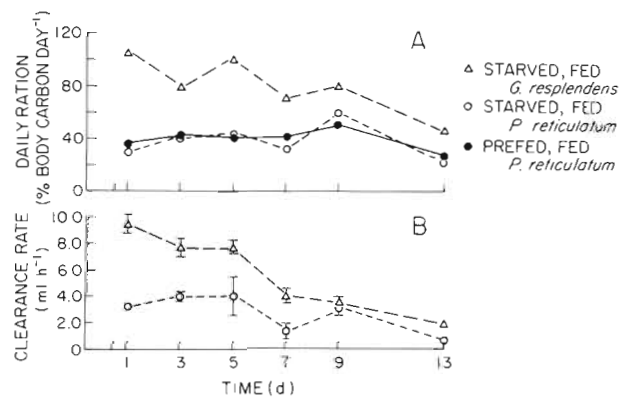 A
DAILY RATION
(% BODY CARBON DAY⁻¹)
120
80
40
0
△ STARVED, FED
G. resplendens
○ STARVED, FED
P. reticulatum
● PREFED, FED
P. reticulatum
B
CLEARANCE RATE
(ml h⁻¹)
10.0
8.0
6.0
4.0
2.0
1 3 5 7 9 13
TIME (d)